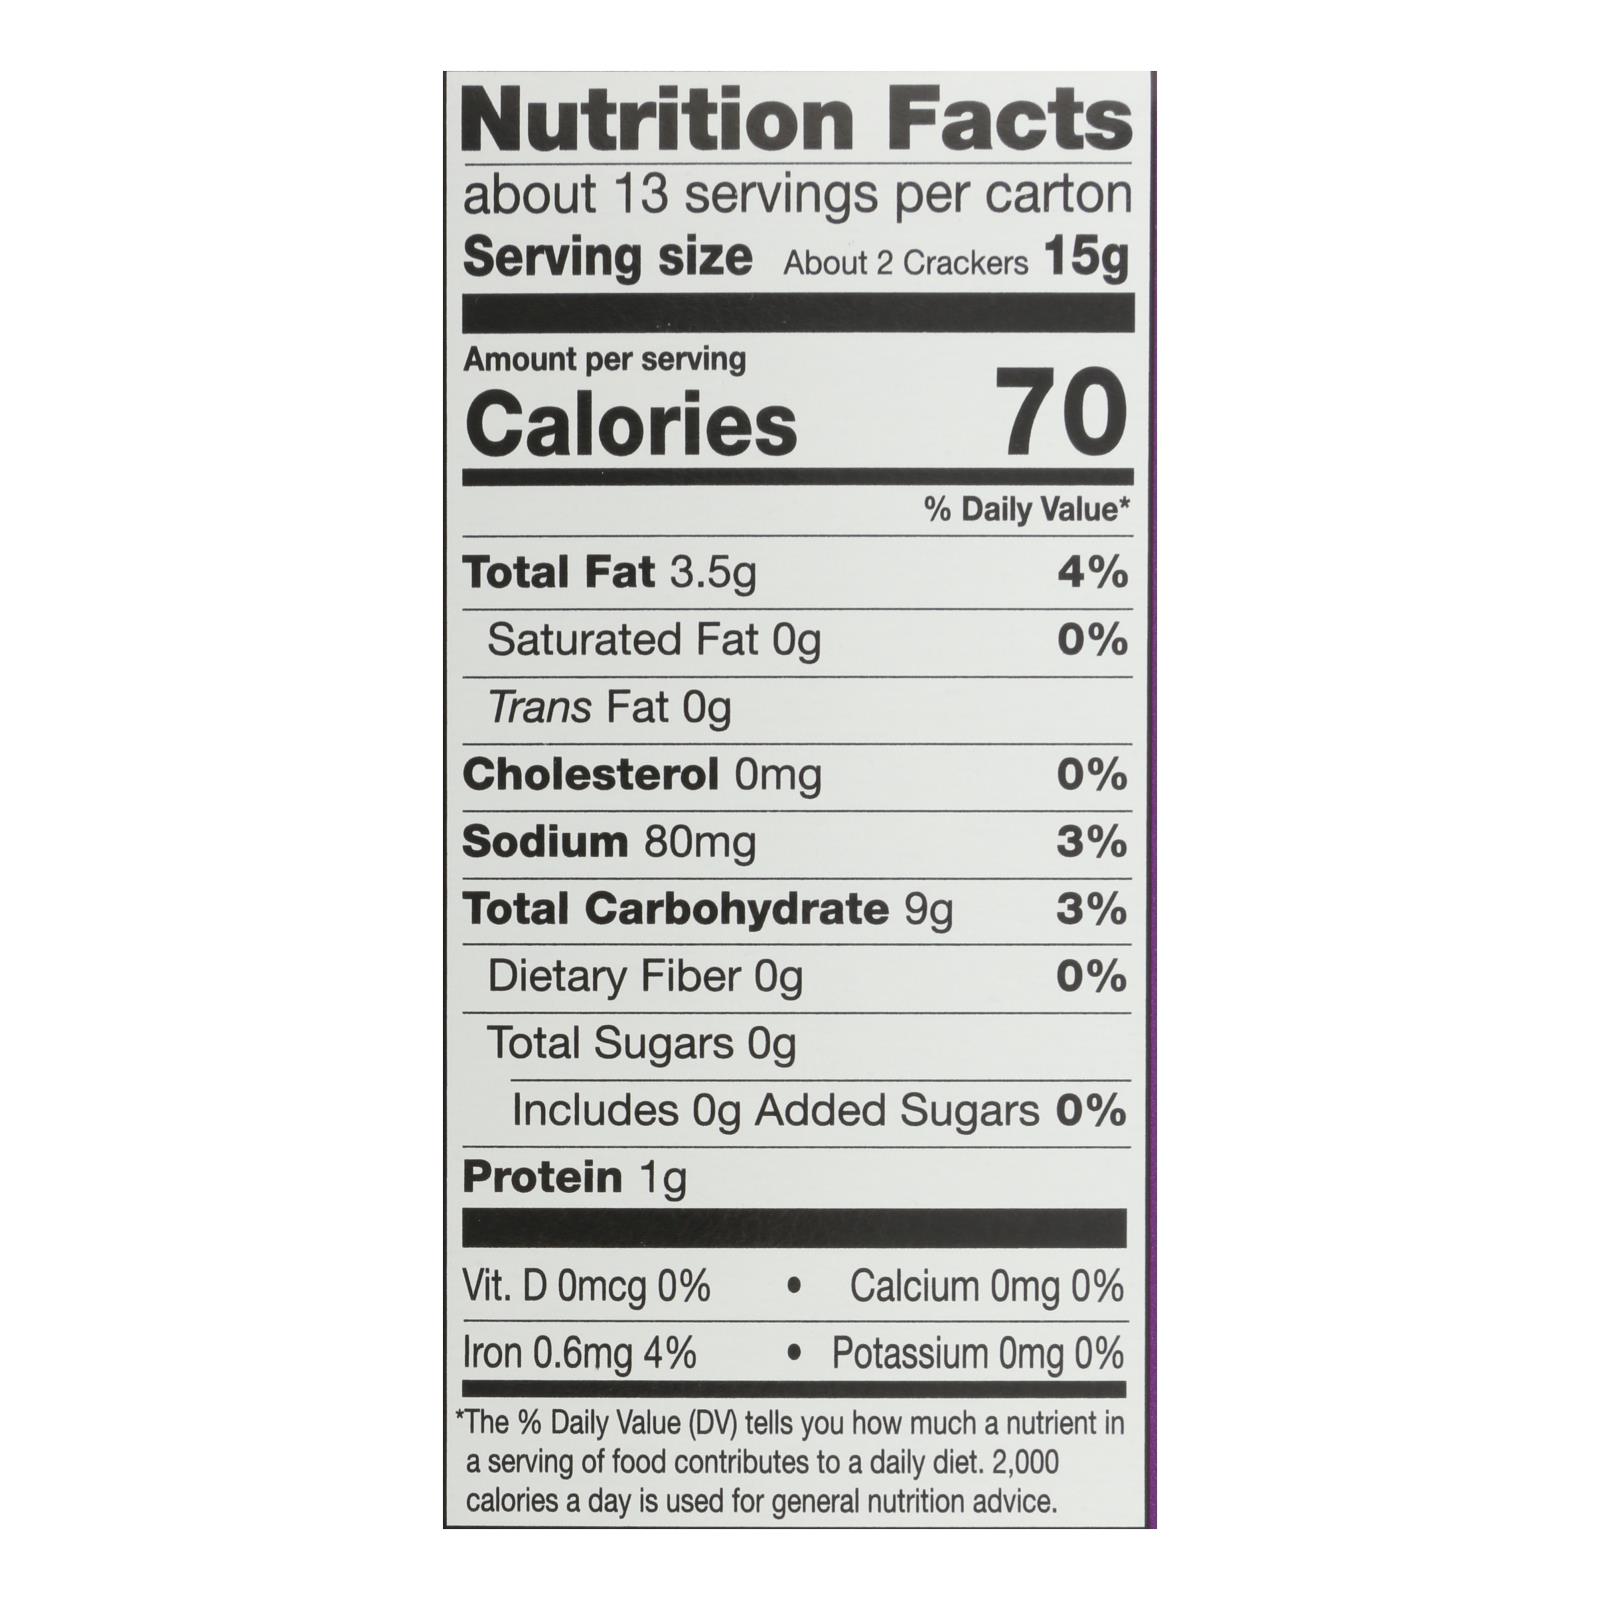 Nutrition Facts
about 13 servings per carton
Serving size About 2 Crackers 15g
Amount per serving
Calories 70
% Daily Value*
Total Fat 3.5g 4%
Saturated Fat 0g 0%
Trans Fat 0g
Cholesterol 0mg 0%
Sodium 80mg 3%
Total Carbohydrate 9g 3%
Dietary Fiber 0g 0%
Total Sugars 0g
Includes 0g Added Sugars 0%
Protein 1g
Vit. D 0mcg 0% • Calcium 0mg 0%
Iron 0.6mg 4% • Potassium 0mg 0%
*The % Daily Value (DV) tells you how much a nutrient in
a serving of food contributes to a daily diet. 2,000
calories a day is used for general nutrition advice.